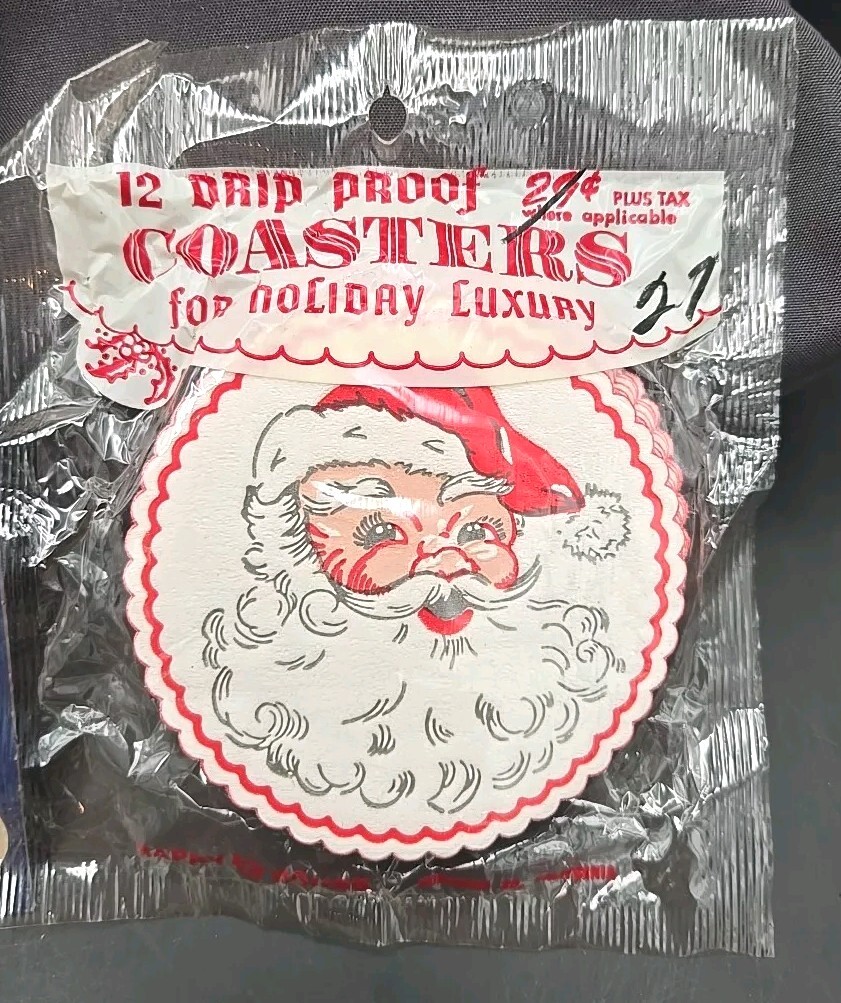 12 DRIP PROOF 29¢ PLUS TAX
where applicable
COASTERS
for HOLIDAY LUXURY 27